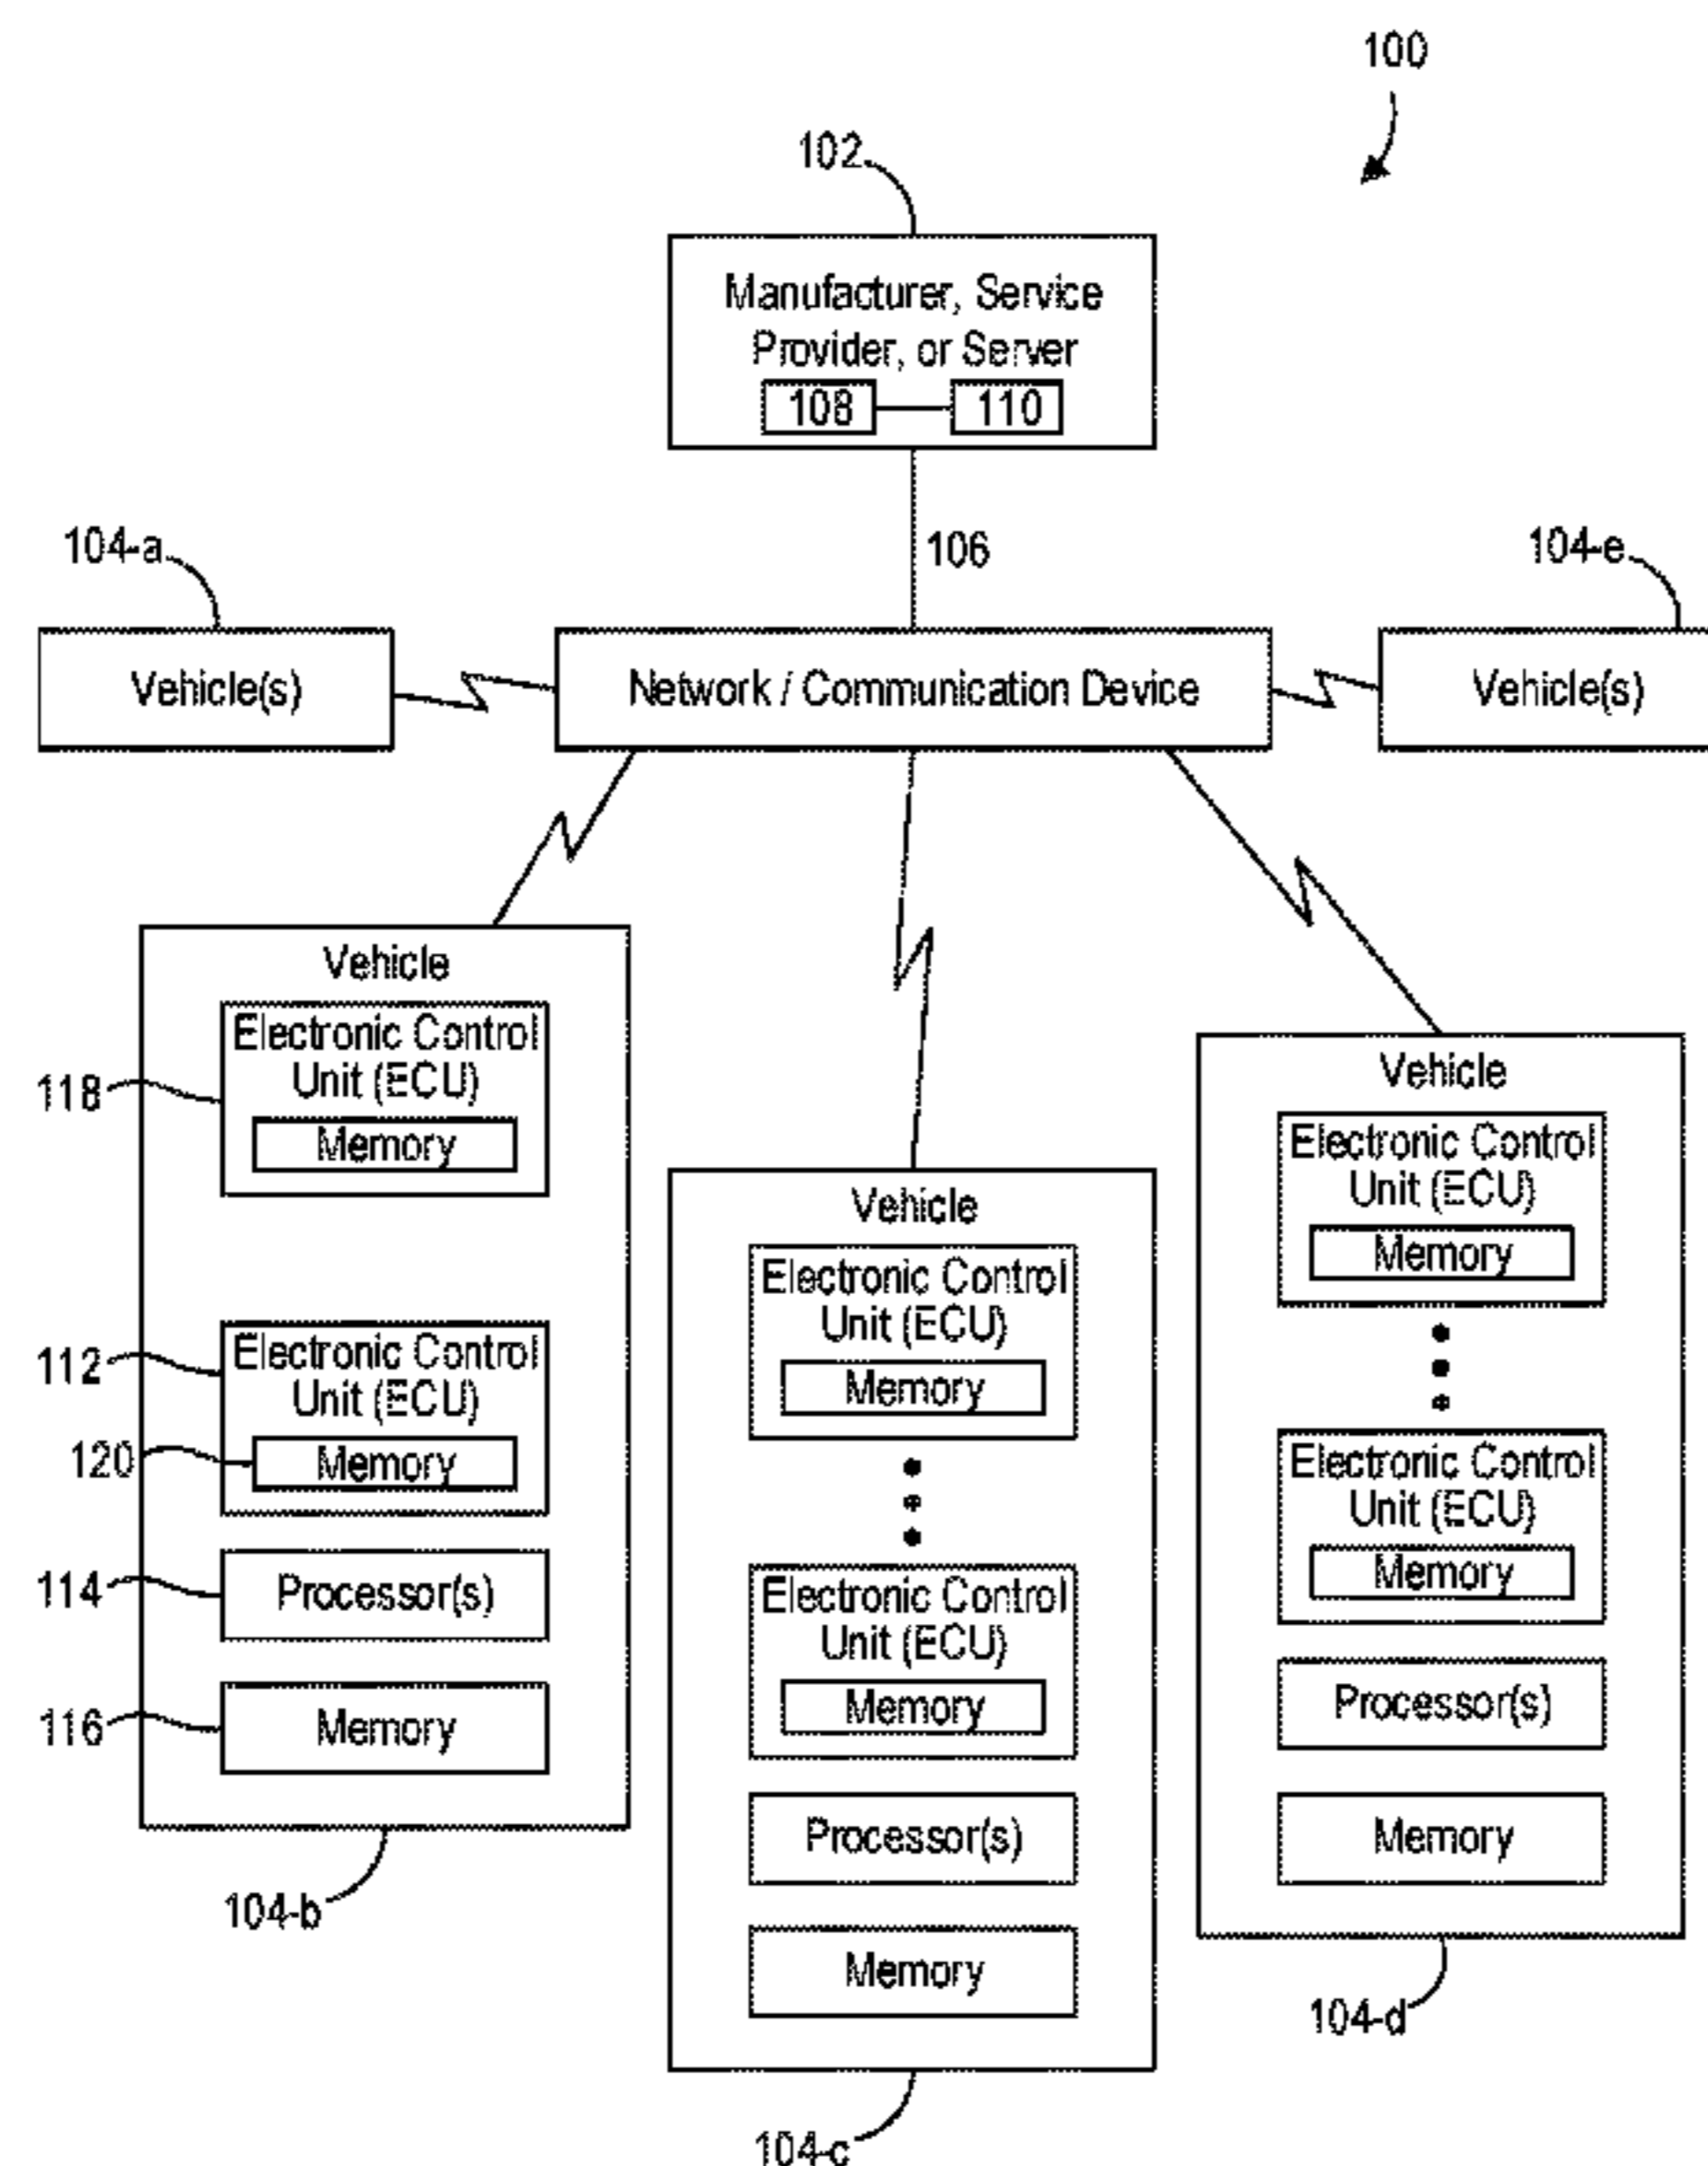 100
102
Manufacturer, Service
Provider, or Server
108
110
106
104-a
104-e
Vehicle(s)
Network / Communication Device
Vehicle(s)
Vehicle
Electronic Control
Unit (ECU)
118
Memory
112
Electronic Control
Unit (ECU)
120
Memory
114
Processor(s)
116
Memory
104-b
Vehicle
Electronic Control
Unit (ECU)
Memory
Electronic Control
Unit (ECU)
Memory
Processor(s)
Memory
104-c
Vehicle
Electronic Control
Unit (ECU)
Memory
Electronic Control
Unit (ECU)
Memory
Processor(s)
Memory
104-d